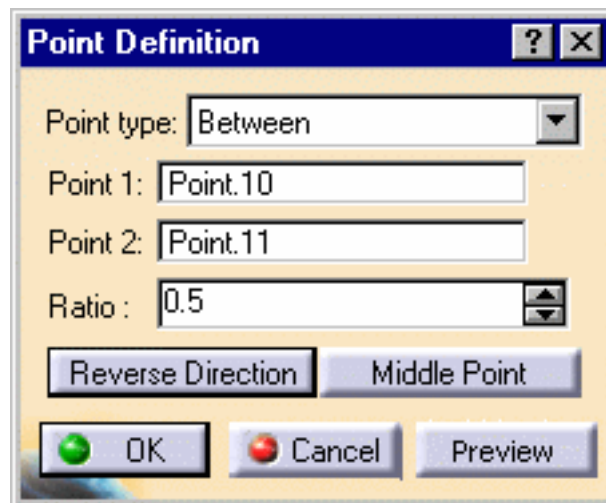 Point Definition
Point type: Between
Point 1: Point.10
Point 2: Point.11
Ratio : 0.5
Reverse Direction Middle Point
OK Cancel Preview